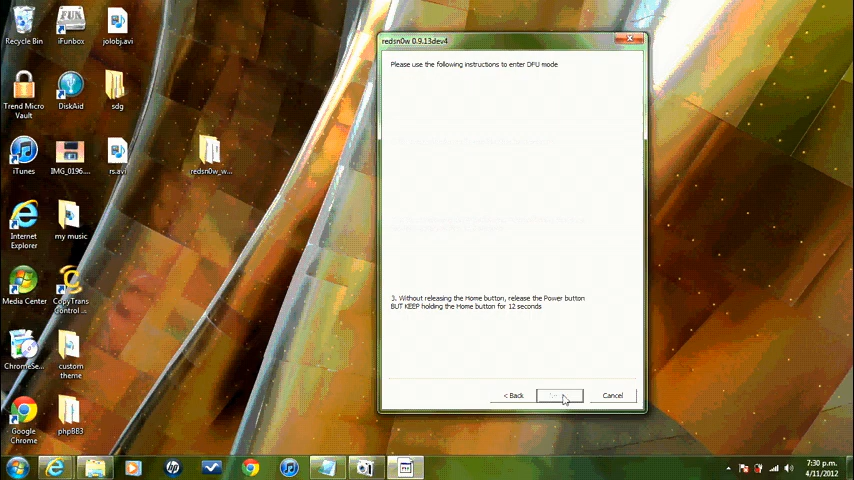 Recycle Bin
iFunbox
jolobj.avi
Trend Micro
Vault
DiskAid
sdg
iTunes
IMG_0196....
rs.avi
redsn0w_w...
Internet
Explorer
my music
Media Center
CopyTrans
Control ...
ChromeSe...
custom
theme
Google
Chrome
phpBB3
redsn0w 0.9.13dev4
Please use the following instructions to enter DFU mode
3. Without releasing the Home button, release the Power button
BUT KEEP holding the Home button for 12 seconds
< Back
Cancel
7:30 p.m.
4/11/2012